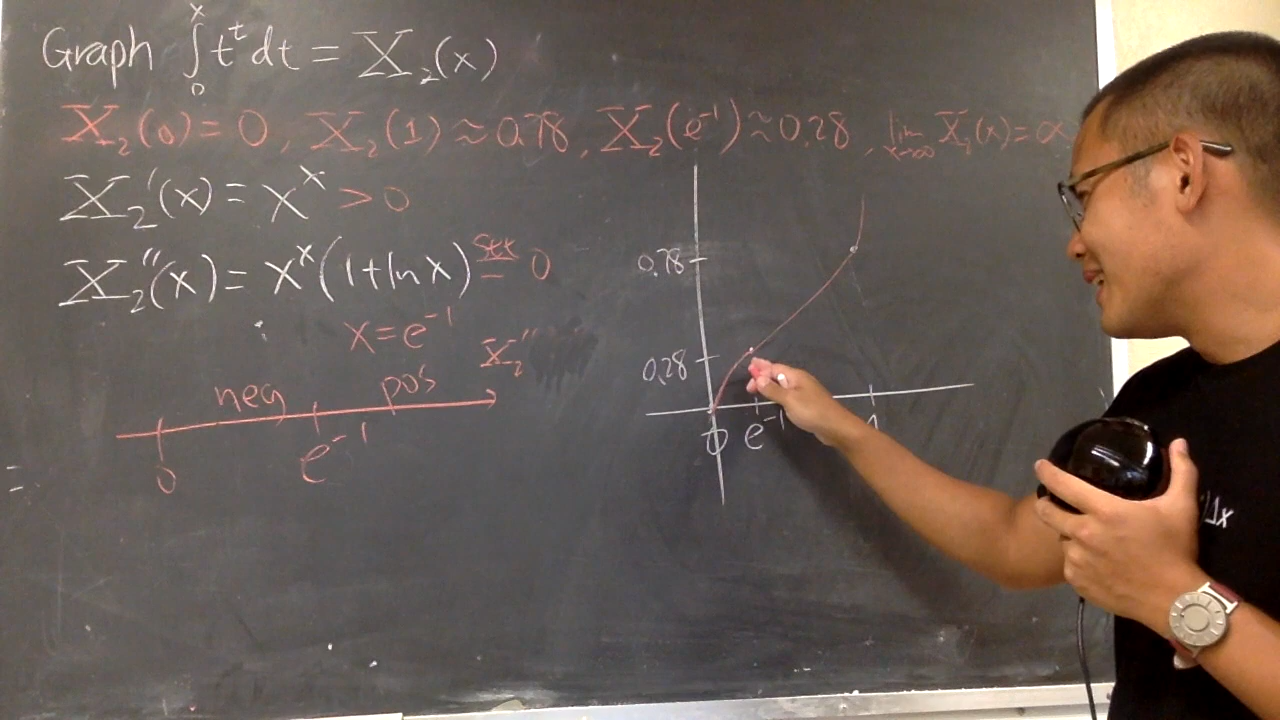 Graph ∫₀ˣ tᵗ dt = X₂(x)
X₂(0) = 0, X₂(1) ≈ 0.78, X₂(e⁻¹) ≈ 0.28, lim x→∞ X₂(x) = ∞
X₂'(x) = xˣ > 0
X₂''(x) = xˣ(1+ln x) set = 0
x = e⁻¹
neg pos X₂''
0 e⁻¹
0.78
0.28
0 e⁻¹ 1
=